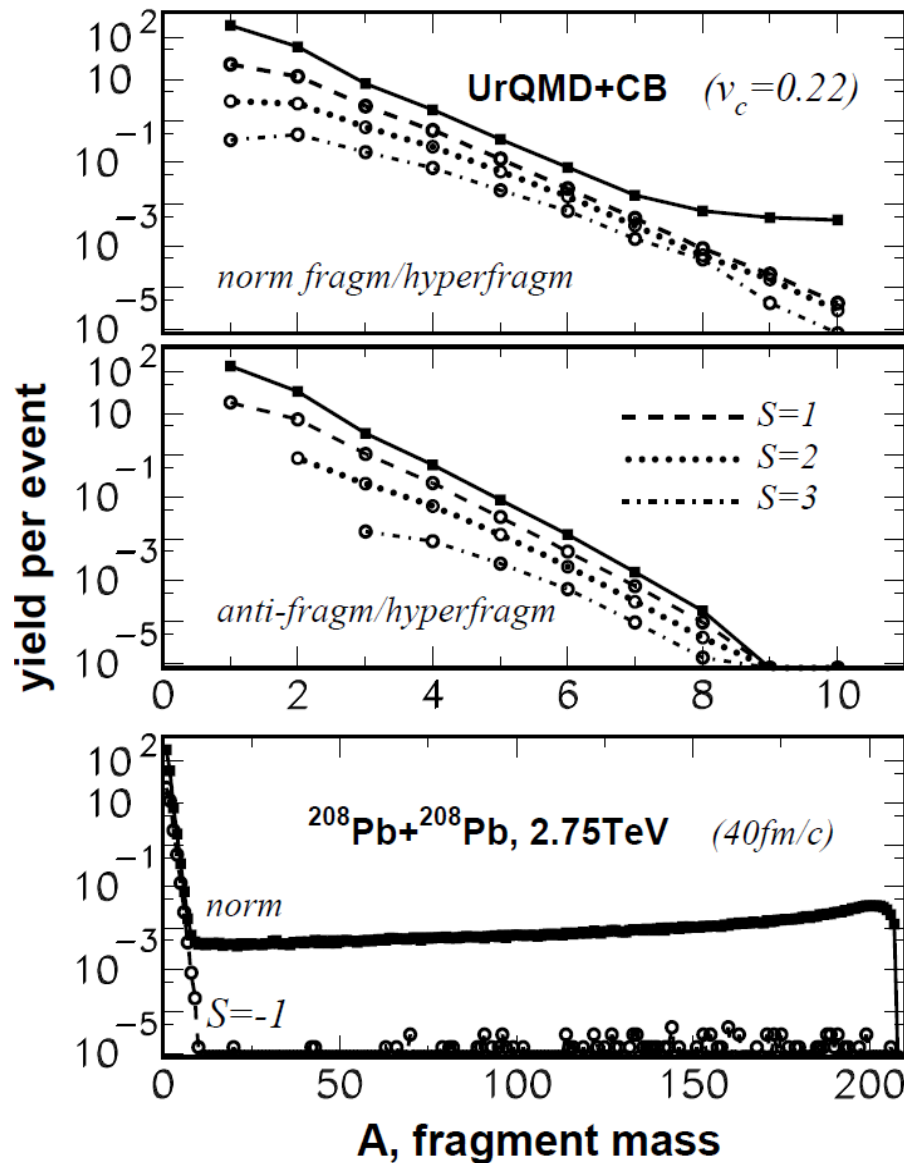 10²
10
10⁻¹
10⁻³
10⁻⁵
UrQMD+CB (v_c=0.22)
norm fragm/hyperfragm
10²
10
10⁻¹
10⁻³
10⁻⁵
S=1
S=2
S=3
anti-fragm/hyperfragm
0 2 4 6 8 10
yield per event
10²
10
10⁻¹
10⁻³
10⁻⁵
²⁰⁸Pb+²⁰⁸Pb, 2.75TeV (40fm/c)
norm
S=-1
0 50 100 150 200
A, fragment mass